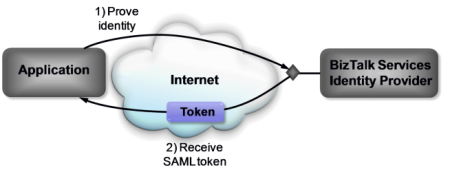 1) Prove
identity
Application
Internet
BizTalk Services
Identity Provider
Token
2) Receive
SAML token